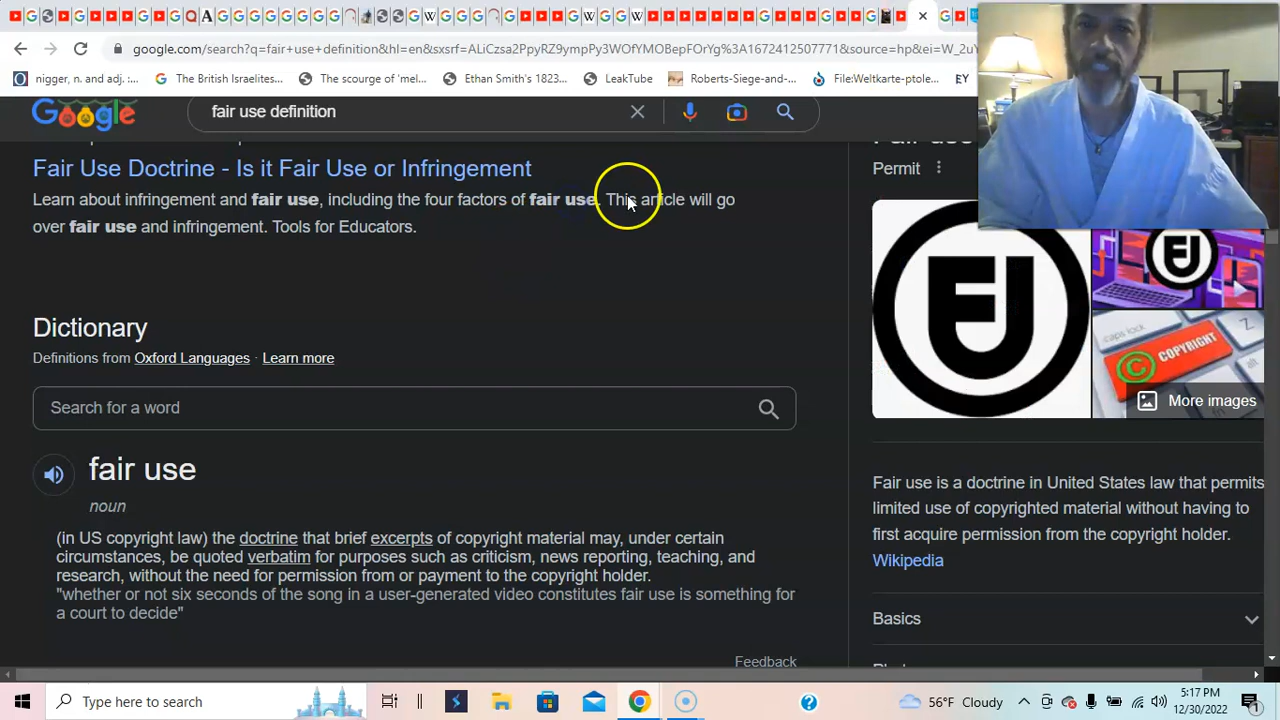 google.com/search?q=fair+use+definition&hl=en&sxsrf=ALiCzsa2PpyRZ9ympPy3WOfYMOBepFOrYg%3A1672412507771&source=hp&ei=W_2uY
nigger, n. and adj. :...
The British Israelites...
The scourge of 'mel...
Ethan Smith's 1823...
LeakTube
Roberts-Siege-and-...
File:Weltkarte-ptole...
EY
Google
fair use definition
Fair Use Doctrine - Is it Fair Use or Infringement
Learn about infringement and fair use, including the four factors of fair use. This article will go
over fair use and infringement. Tools for Educators.
Dictionary
Definitions from Oxford Languages · Learn more
Search for a word
fair use
noun
(in US copyright law) the doctrine that brief excerpts of copyright material may, under certain
circumstances, be quoted verbatim for purposes such as criticism, news reporting, teaching, and
research, without the need for permission from or payment to the copyright holder.
"whether or not six seconds of the song in a user-generated video constitutes fair use is something for
a court to decide"
Feedback
Permit
caps lock
COPYRIGHT
More images
Fair use is a doctrine in United States law that permits
limited use of copyrighted material without having to
first acquire permission from the copyright holder.
Wikipedia
Basics
Type here to search
56°F Cloudy
5:17 PM
12/30/2022